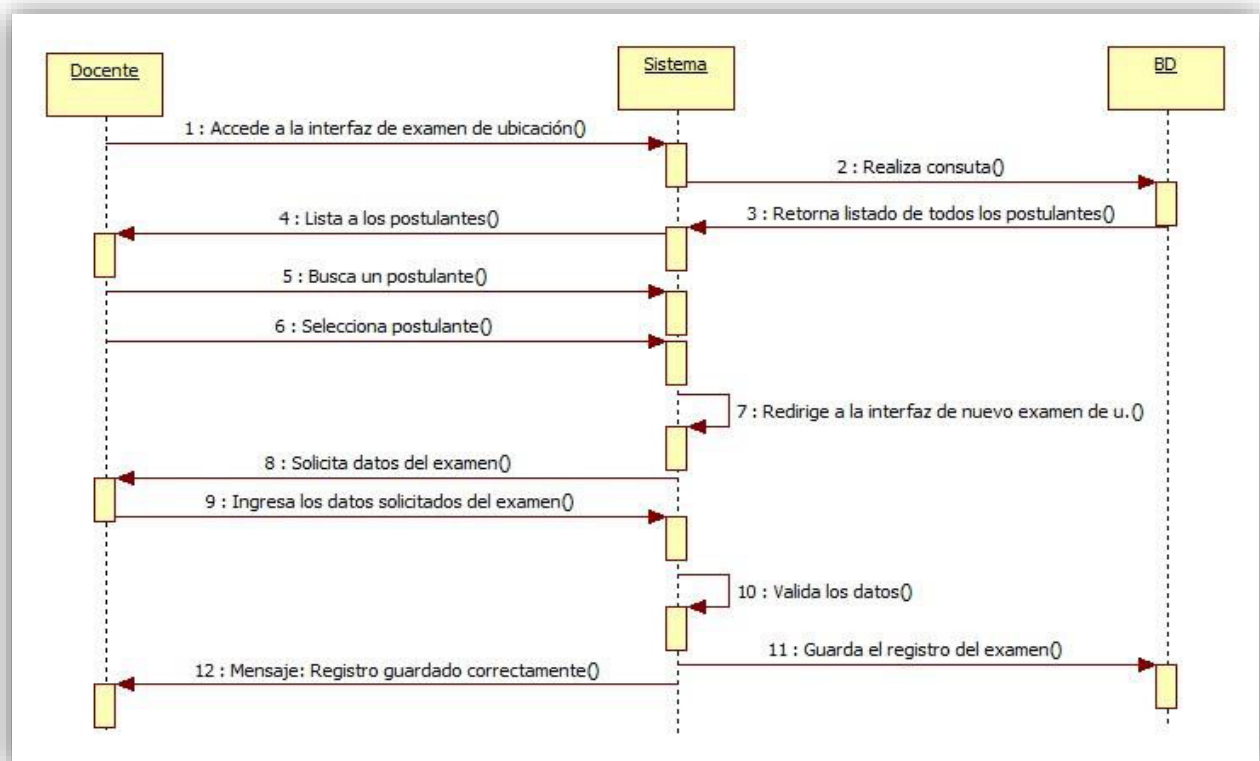 Docente
Sistema
BD
1 : Accede a la interfaz de examen de ubicación()
2 : Realiza consuta()
3 : Retorna listado de todos los postulantes()
4 : Lista a los postulantes()
5 : Busca un postulante()
6 : Selecciona postulante()
7 : Redirige a la interfaz de nuevo examen de u.()
8 : Solicita datos del examen()
9 : Ingresa los datos solicitados del examen()
10 : Valida los datos()
11 : Guarda el registro del examen()
12 : Mensaje: Registro guardado correctamente()